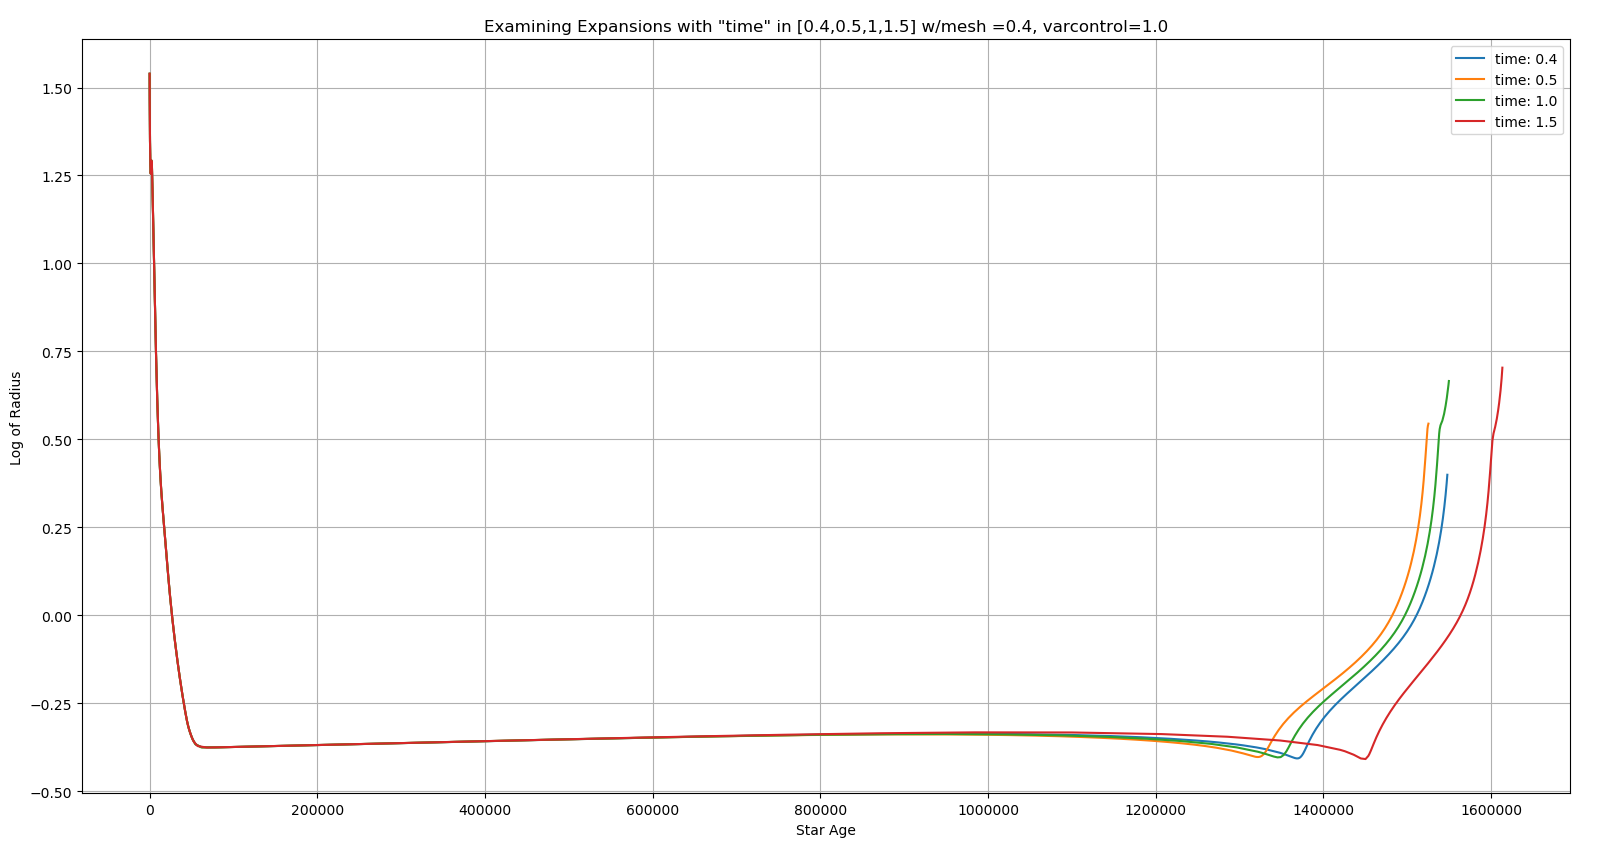 Examining Expansions with "time" in [0.4,0.5,1,1.5] w/mesh =0.4, varcontrol=1.0
time: 0.4
time: 0.5
time: 1.0
time: 1.5
1.50
1.25
1.00
0.75
0.50
0.25
0.00
−0.25
−0.50
Log of Radius
0
200000
400000
600000
800000
1000000
1200000
1400000
1600000
Star Age